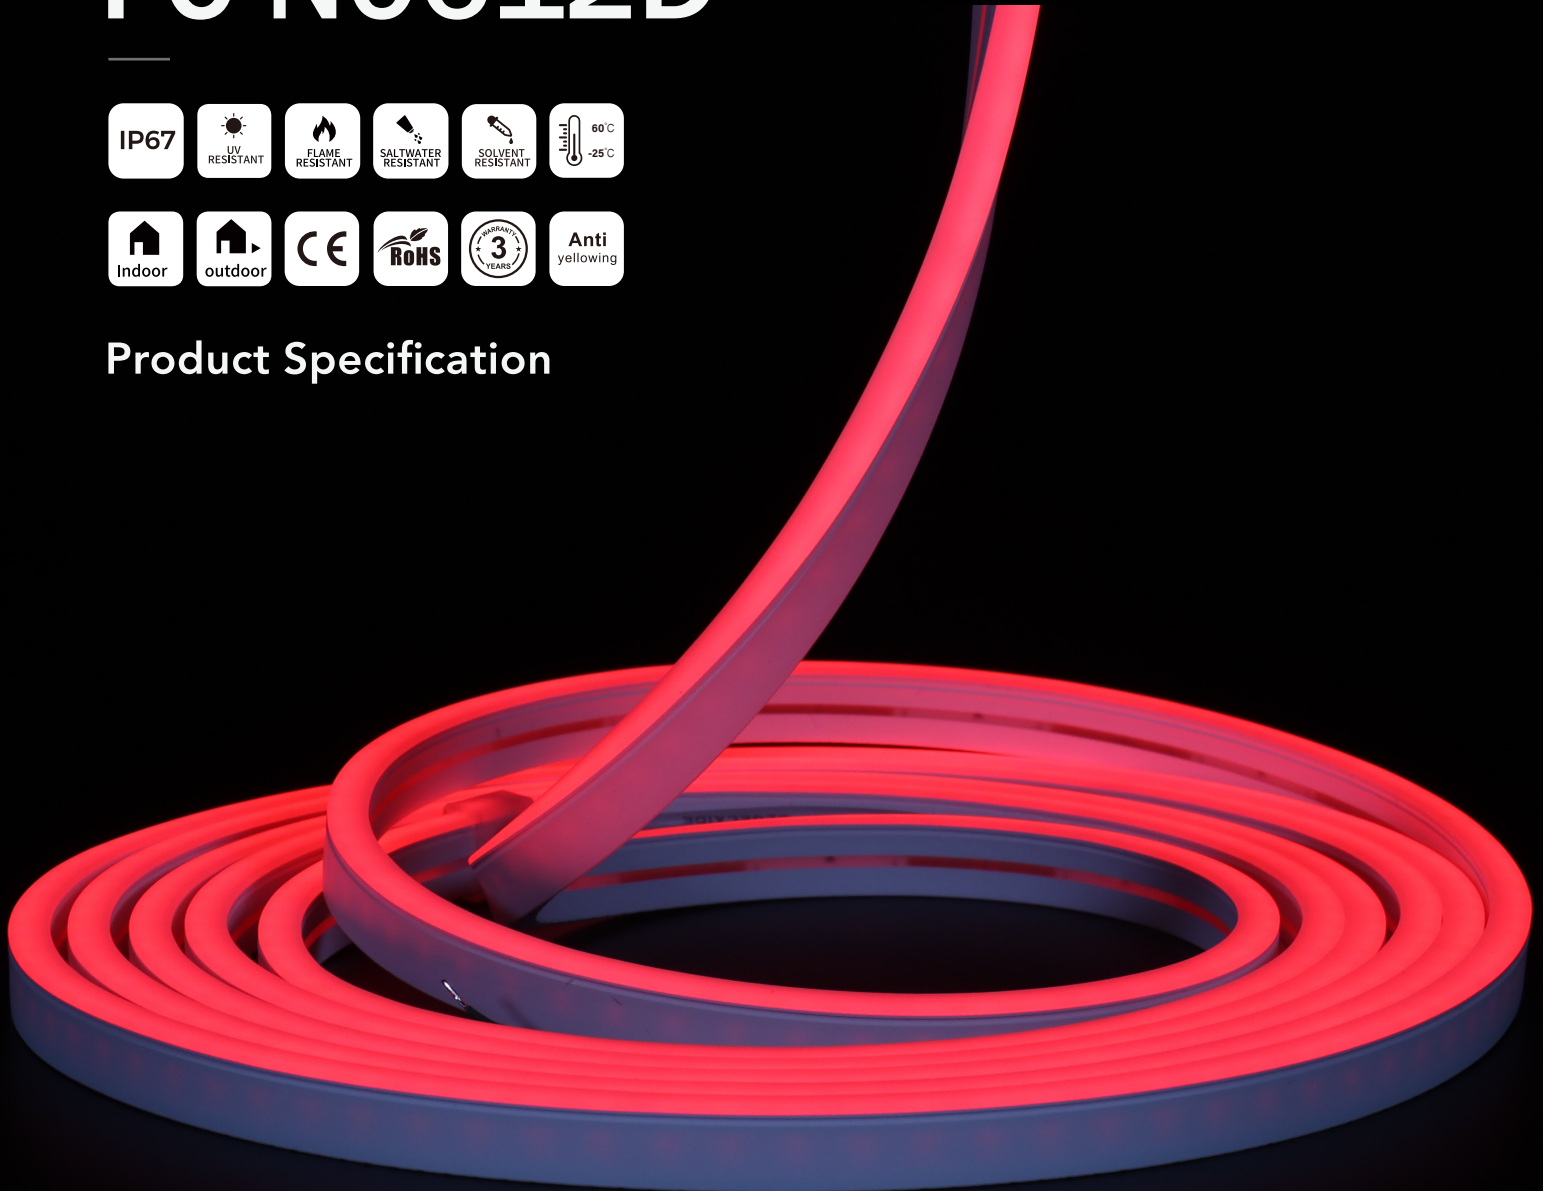 IP67
UV
RESISTANT
FLAME
RESISTANT
SALTWATER
RESISTANT
SOLVENT
RESISTANT
60°C
-25°C
Indoor
outdoor
CE
RoHS
WARRANTY
3
YEARS
Anti
yellowing
Product Specification